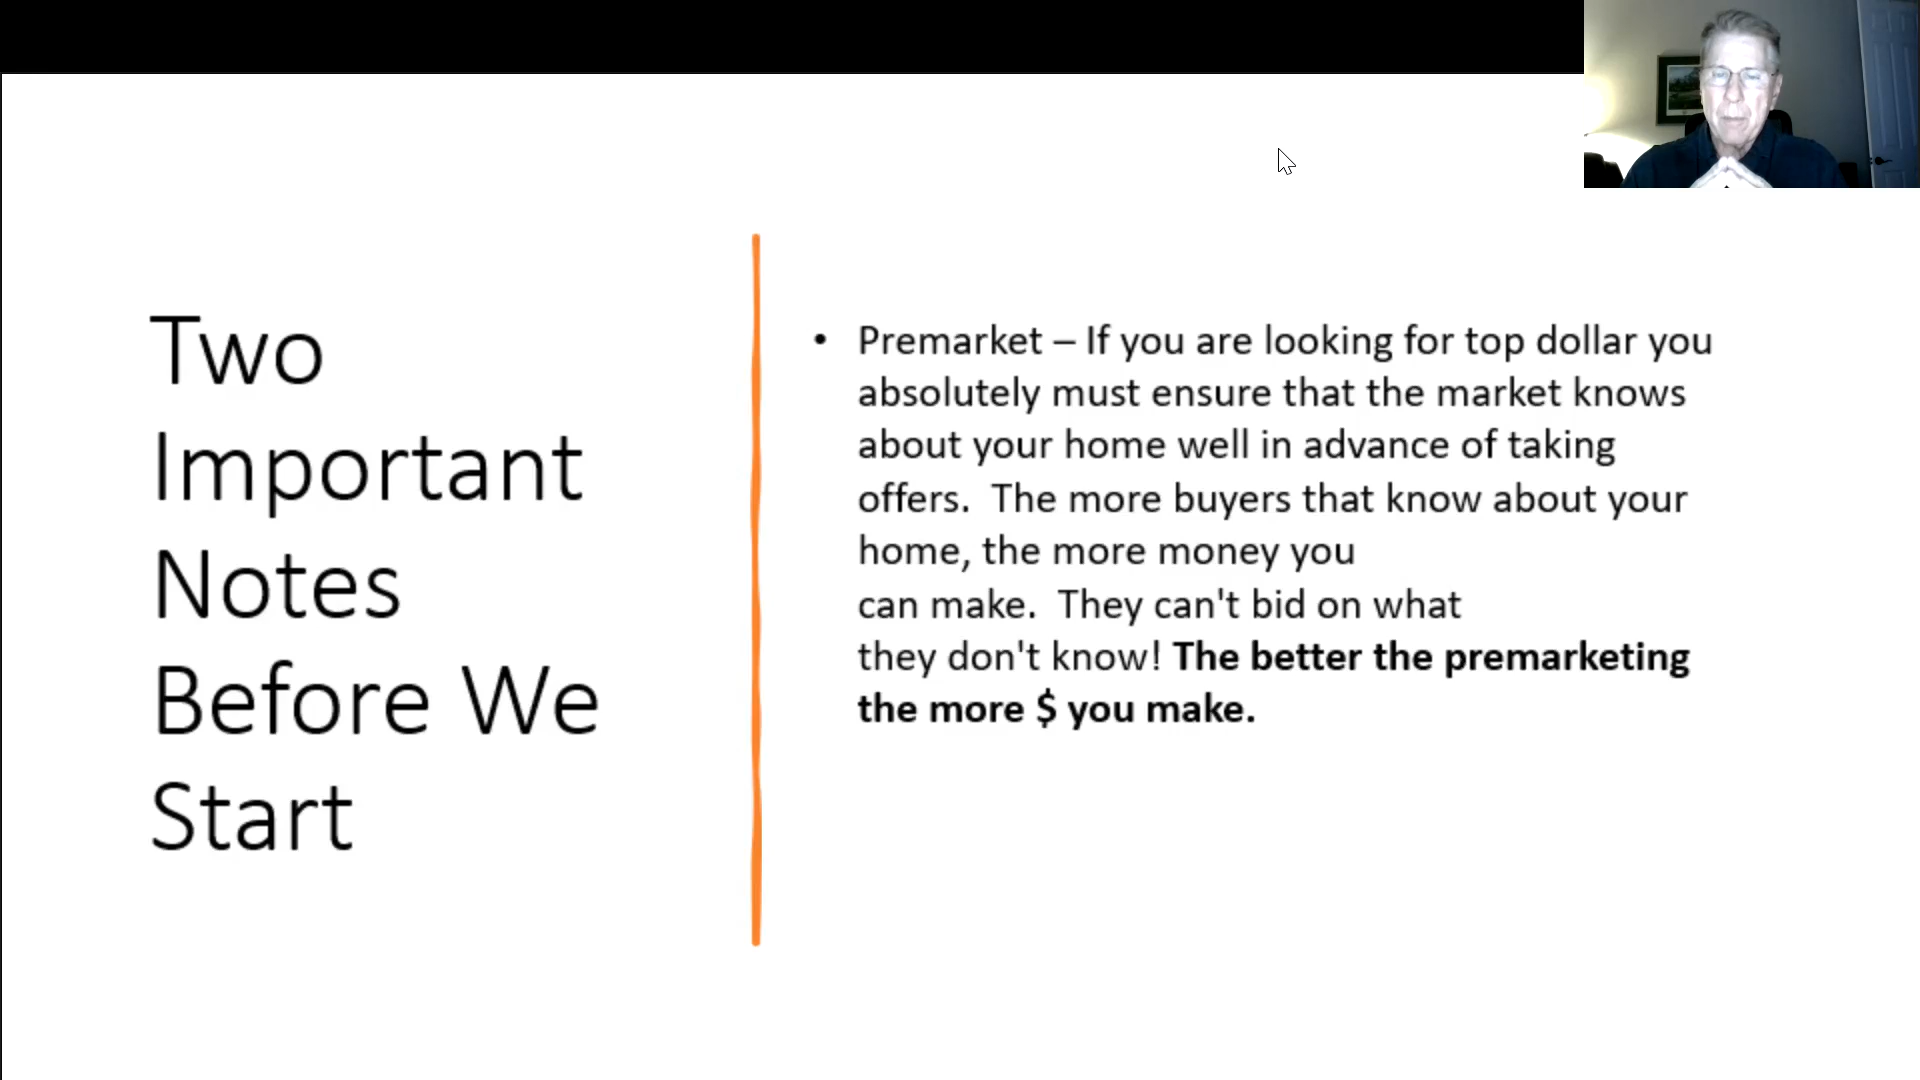 Two
Important
Notes
Before We
Start
• Premarket – If you are looking for top dollar you
absolutely must ensure that the market knows
about your home well in advance of taking
offers.  The more buyers that know about your
home, the more money you
can make.  They can't bid on what
they don't know! The better the premarketing
the more $ you make.